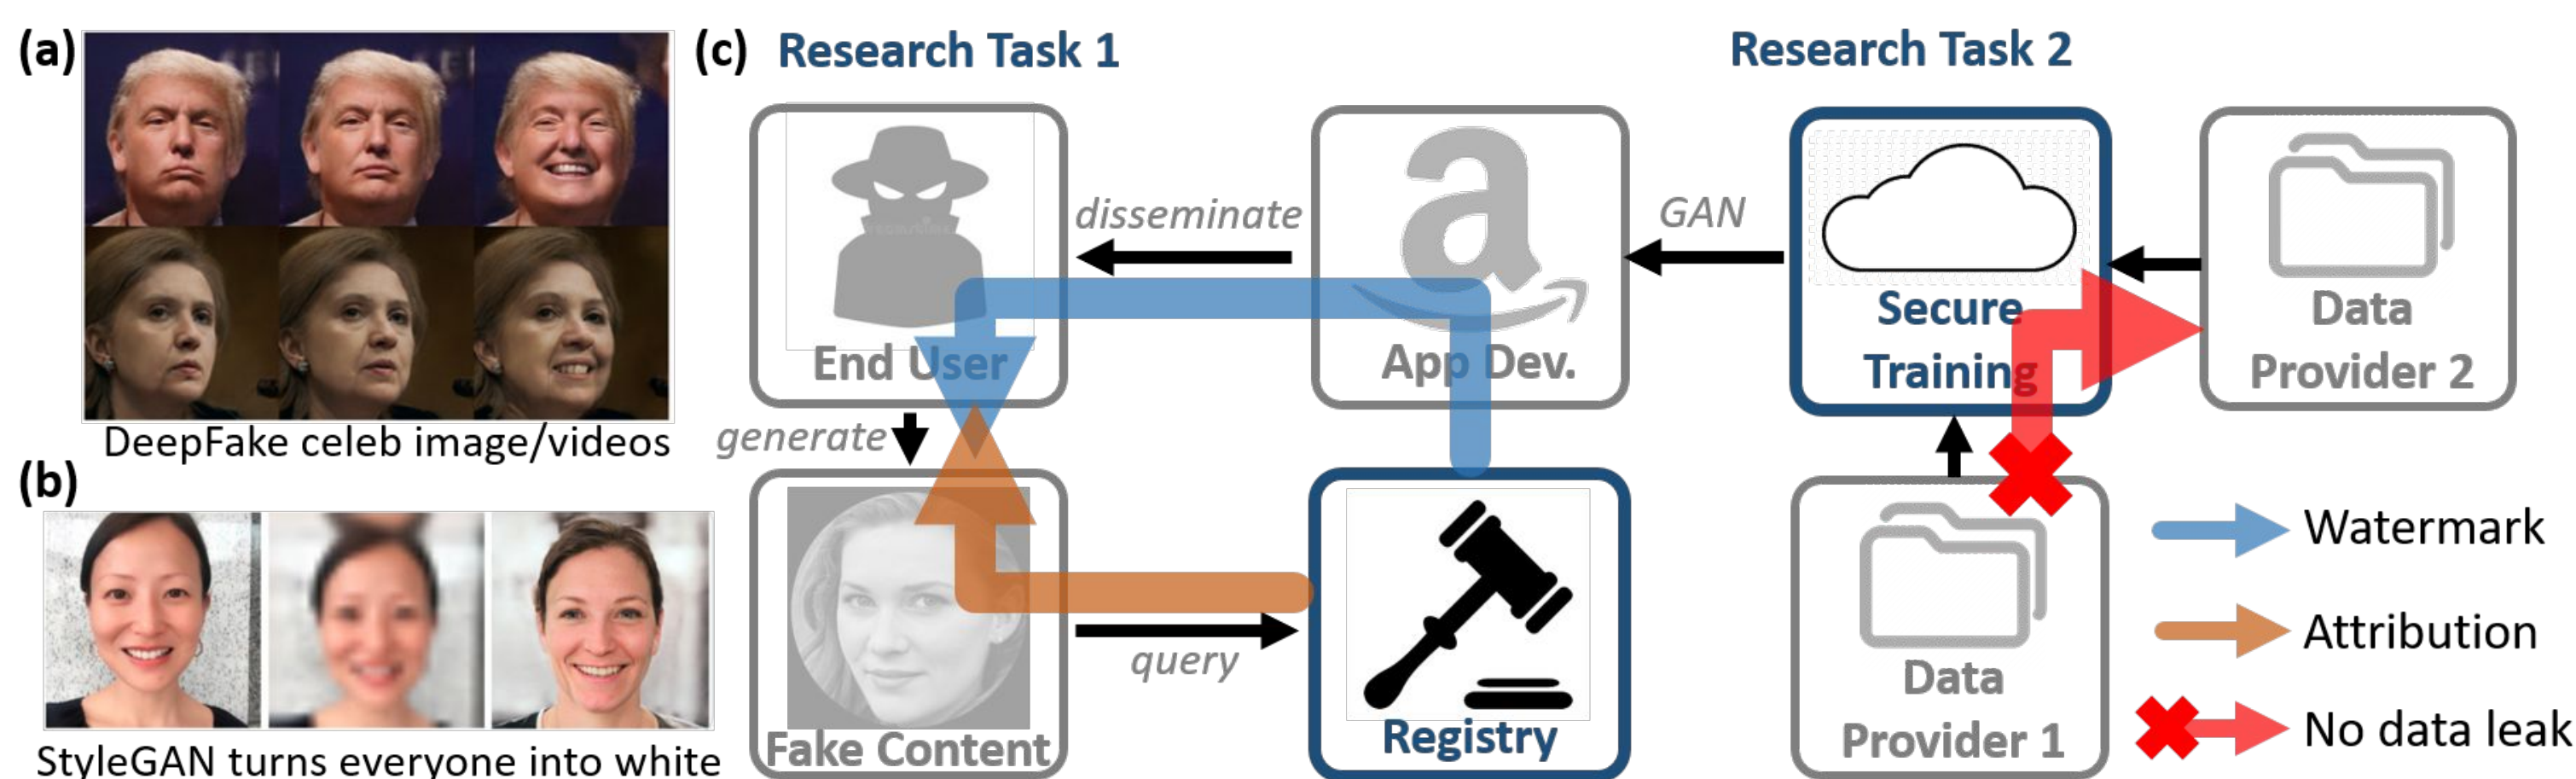 (a)
DeepFake celeb image/videos
(b)
StyleGAN turns everyone into white
(c) Research Task 1
Research Task 2
End User
disseminate
App Dev.
GAN
Secure
Training
Data
Provider 2
generate
Fake Content
query
Registry
Data
Provider 1
Watermark
Attribution
No data leak